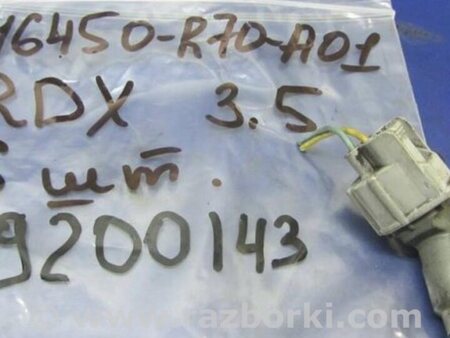 16450-R70-A01
RDX 3.5
6 шт.
9200143
www.razborki.com